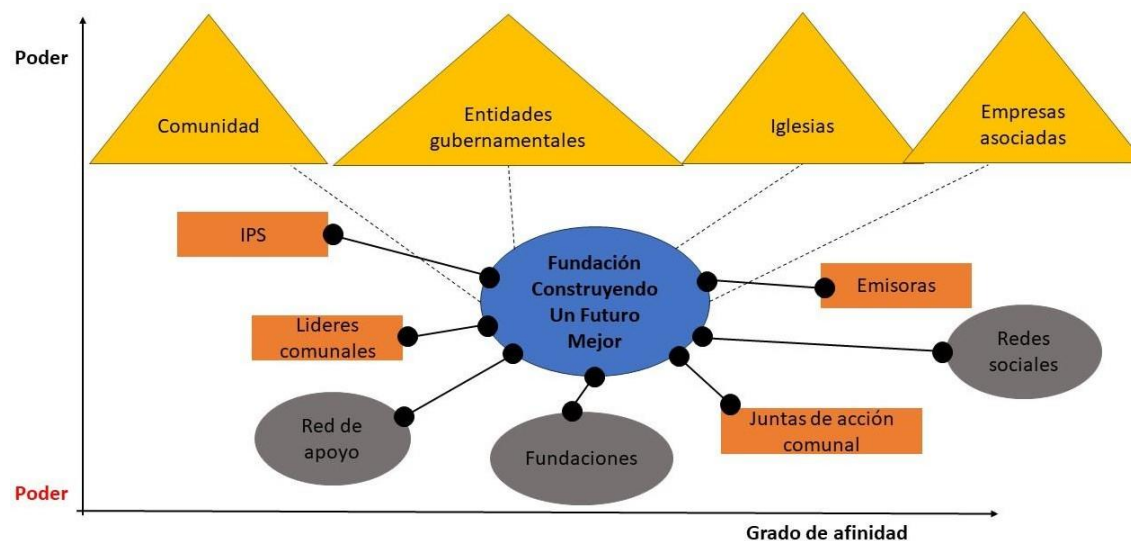 Poder
Comunidad
Entidades
gubernamentales
Iglesias
Empresas
asociadas
IPS
Fundación
Construyendo
Un Futuro
Mejor
Emisoras
Lideres
comunales
Redes
sociales
Red de
apoyo
Fundaciones
Juntas de acción
comunal
Poder
Grado de afinidad